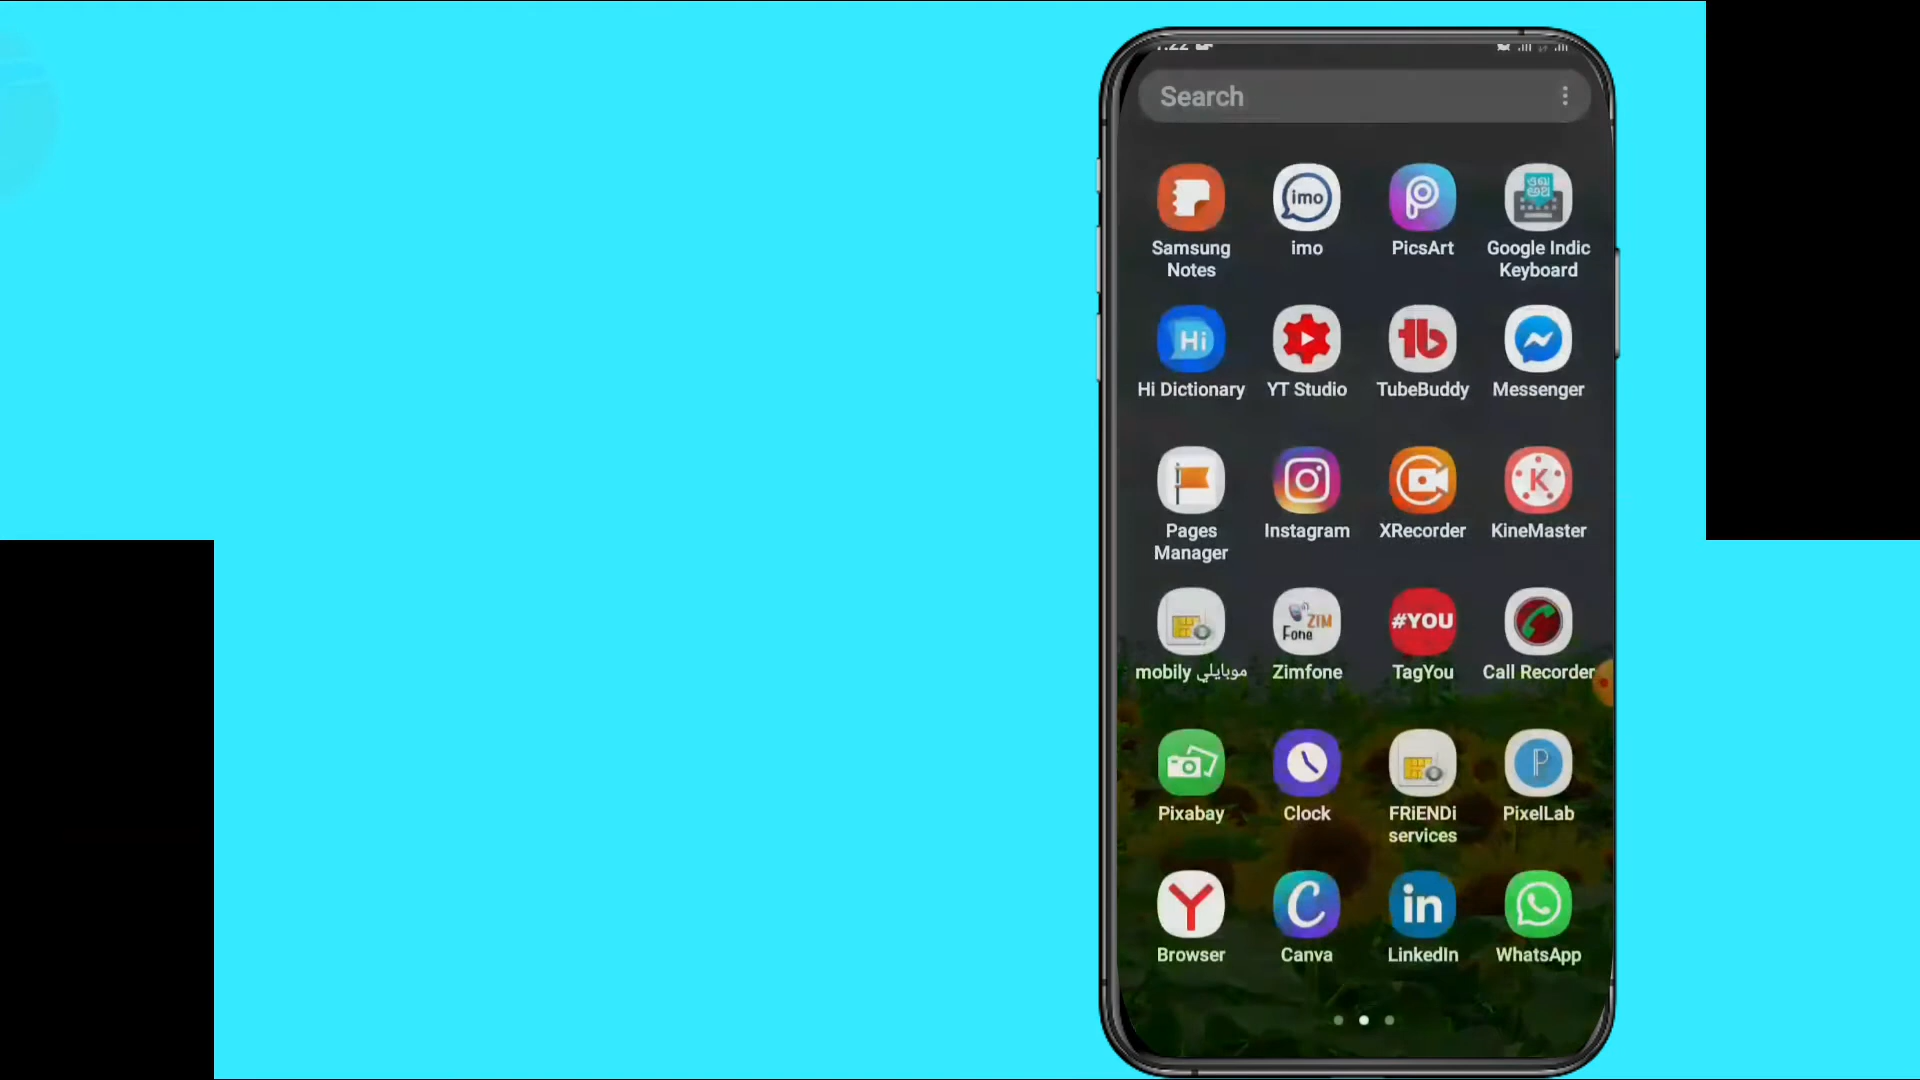 Search
imo
Samsung Notes
imo
PicsArt
Google Indic Keyboard
Hi
Hi Dictionary
YT Studio
TubeBuddy
Messenger
Pages Manager
Instagram
XRecorder
K
KineMaster
Fone ZIM
#YOU
mobily موبايلي
Zimfone
TagYou
Call Recorder
Pixabay
Clock
FRiENDi services
P
PixelLab
Y
C
in
Browser
Canva
LinkedIn
WhatsApp